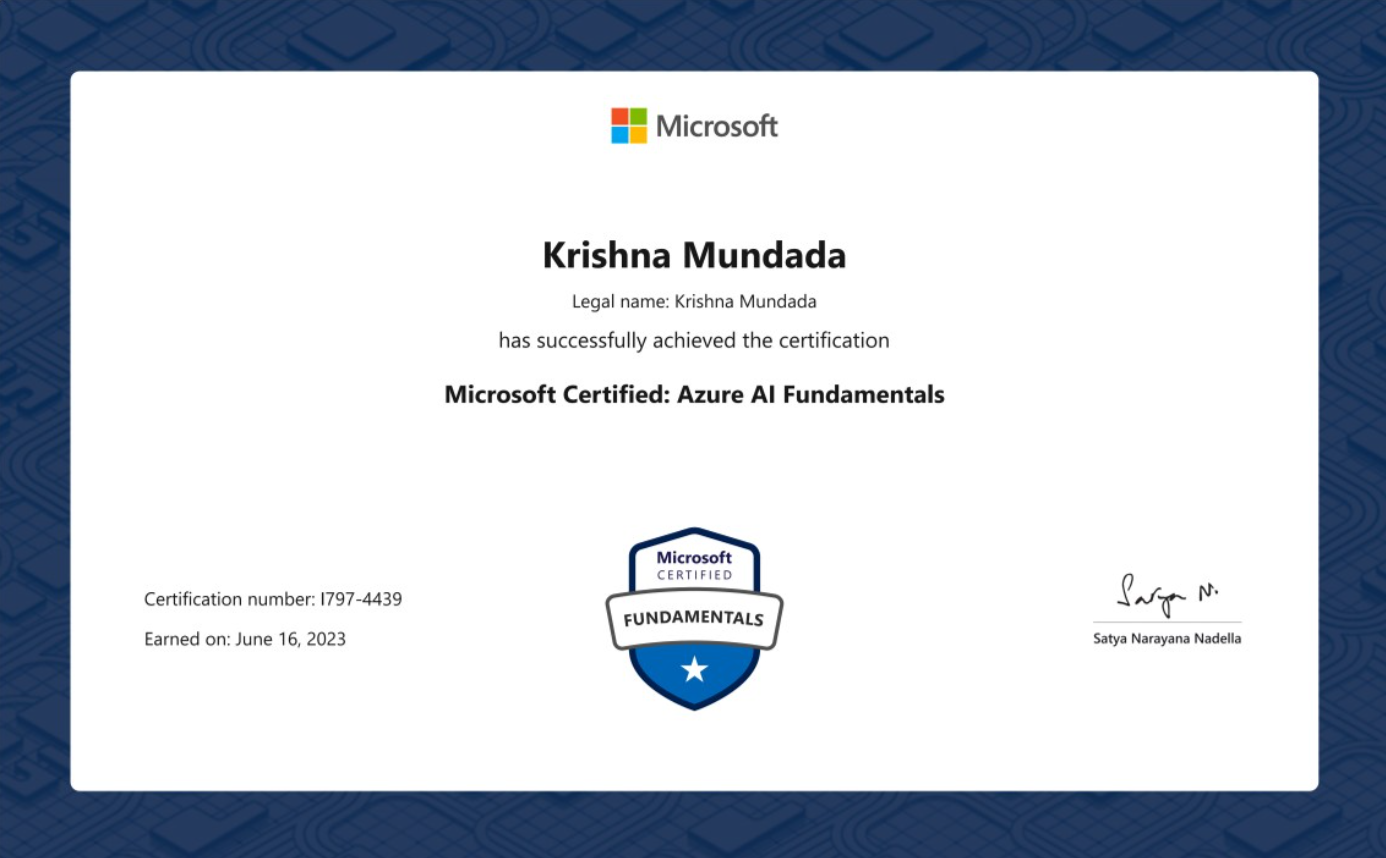 Microsoft
Krishna Mundada
Legal name: Krishna Mundada
has successfully achieved the certification
Microsoft Certified: Azure AI Fundamentals
Microsoft
CERTIFIED
FUNDAMENTALS
Certification number: I797-4439
Earned on: June 16, 2023
Satya N.
Satya Narayana Nadella